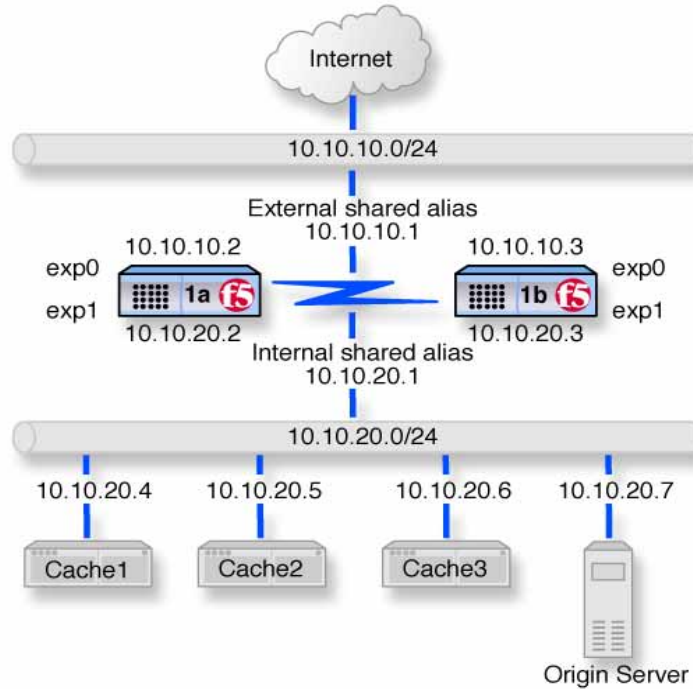 Internet
10.10.10.0/24
External shared alias
10.10.10.1
10.10.10.2
exp0
1a f5
exp1
10.10.20.2
10.10.10.3
exp0
1b f5
exp1
10.10.20.3
Internal shared alias
10.10.20.1
10.10.20.0/24
10.10.20.4
10.10.20.5
10.10.20.6
10.10.20.7
Cache1
Cache2
Cache3
Origin Server